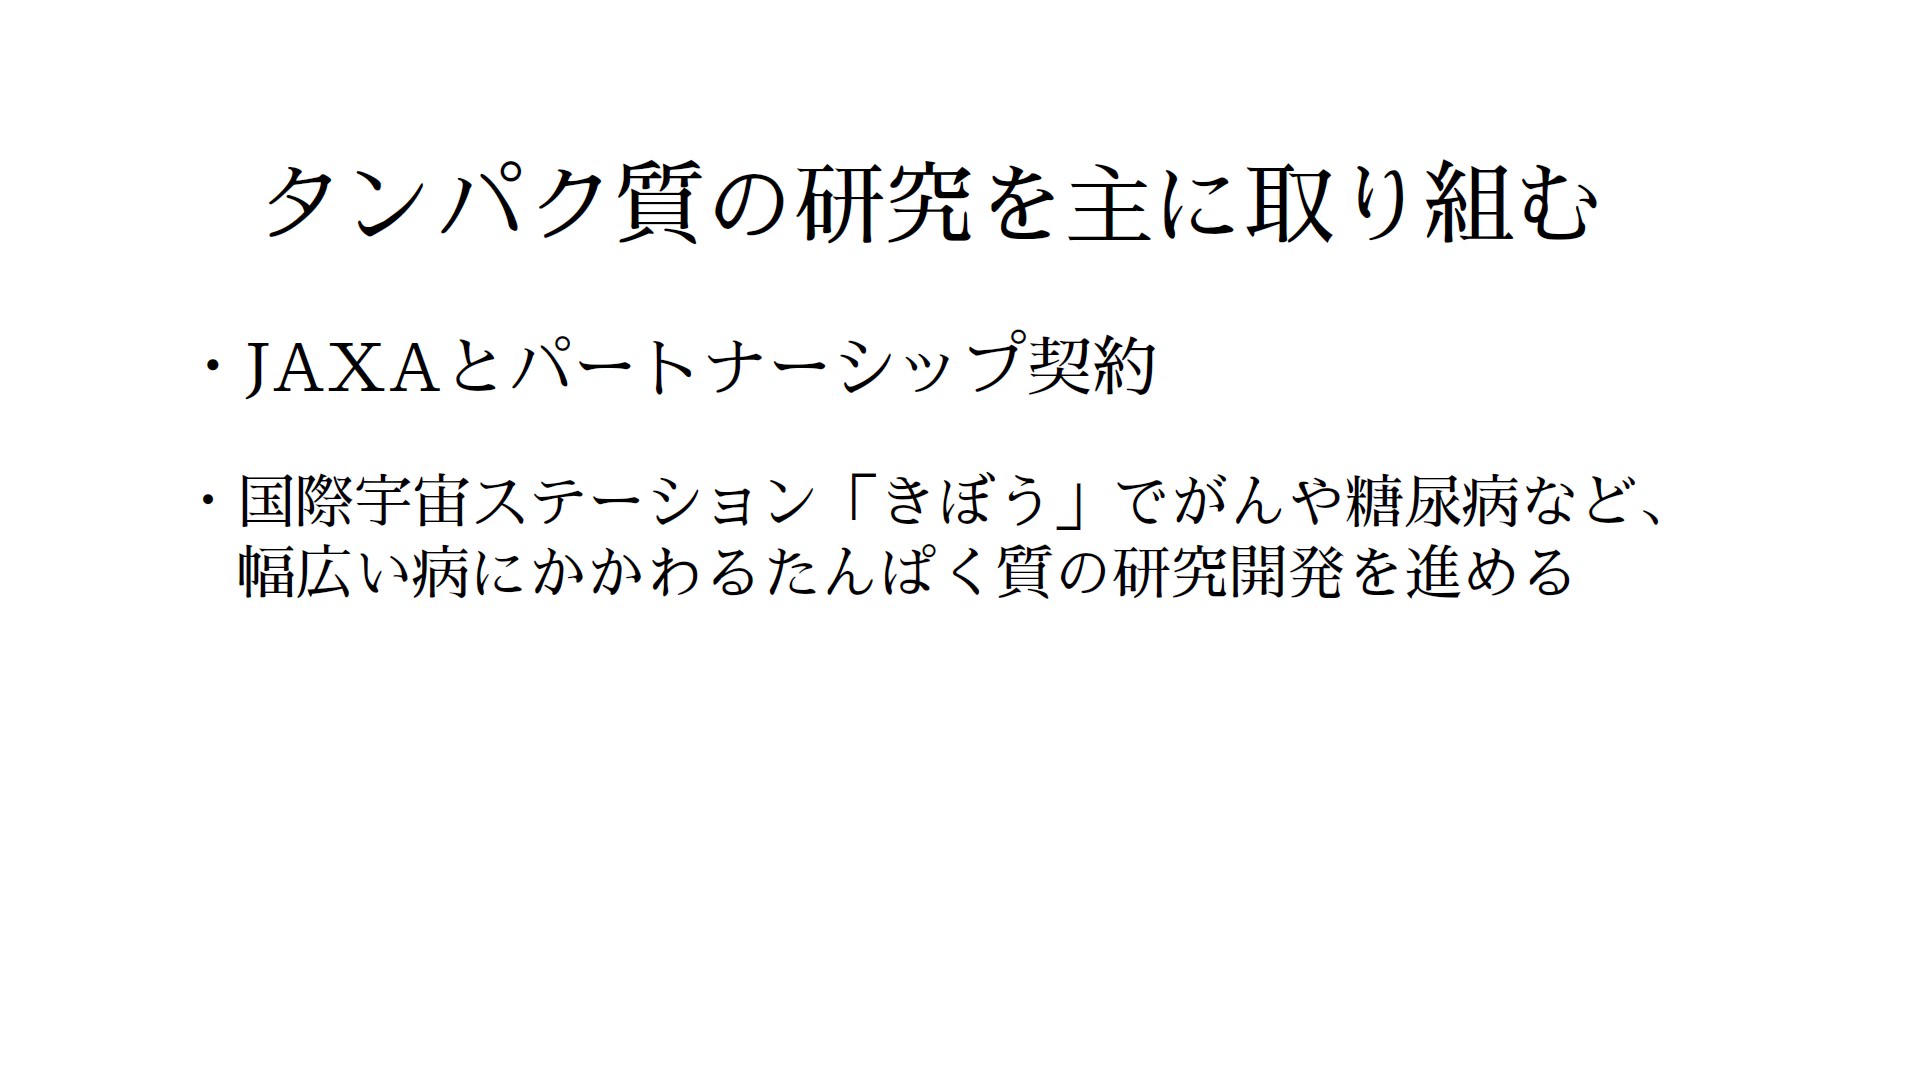 タンパク質の研究を主に取り組む
・ＪＡＸＡとパートナーシップ契約
・国際宇宙ステーション「きぼう」でがんや糖尿病など、
幅広い病にかかわるたんぱく質の研究開発を進める